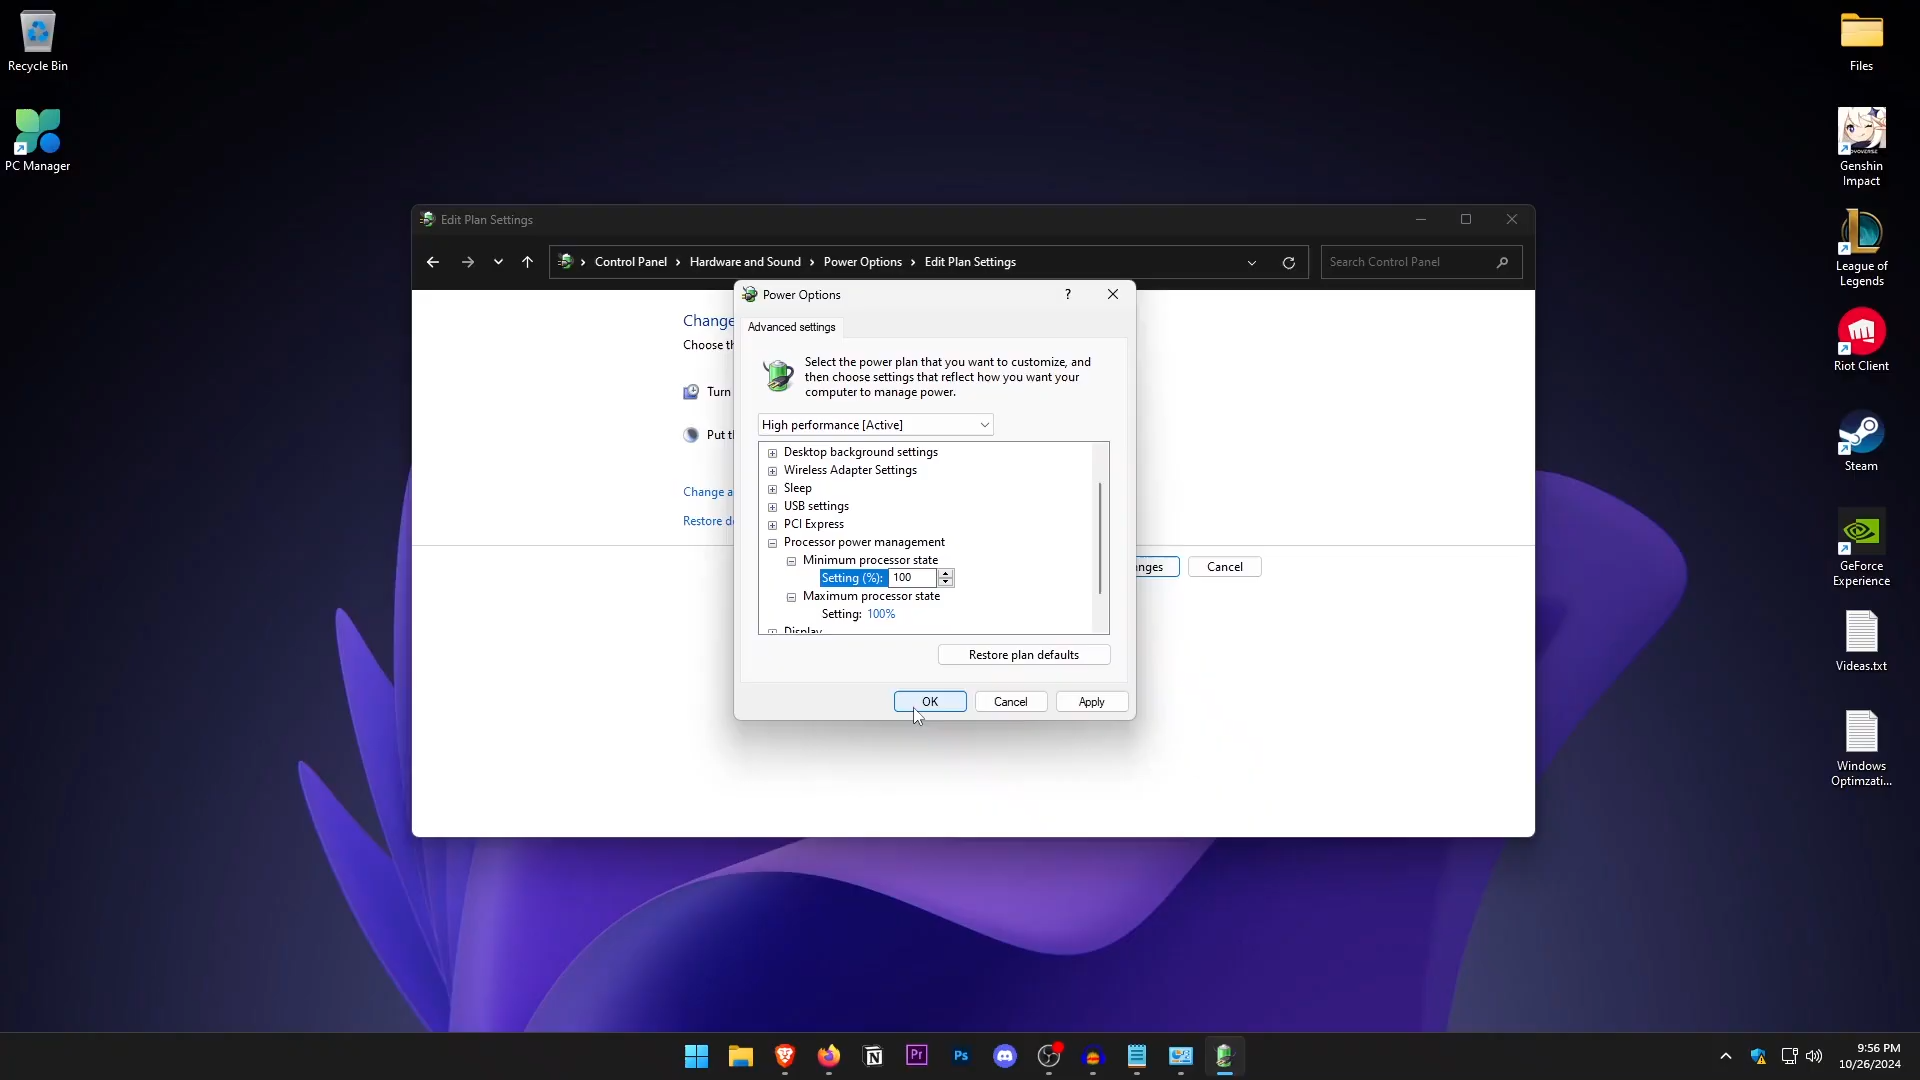 Recycle Bin
PC Manager
Files
Genshin
Impact
League of
Legends
Riot Client
Steam
GeForce
Experience
Videas.txt
Windows
Optimzati...
Edit Plan Settings
Control Panel > Hardware and Sound > Power Options > Edit Plan Settings
Search Control Panel
Change
Choose th
Turn
Put th
Change a
Restore de
nges
Cancel
Power Options
?
Advanced settings
Select the power plan that you want to customize, and
then choose settings that reflect how you want your
computer to manage power.
High performance [Active]
Desktop background settings
Wireless Adapter Settings
Sleep
USB settings
PCI Express
Processor power management
Minimum processor state
Setting (%): 100
Maximum processor state
Setting: 100%
Display
Restore plan defaults
OK Cancel Apply
Pr
Ps
9:56 PM
10/26/2024